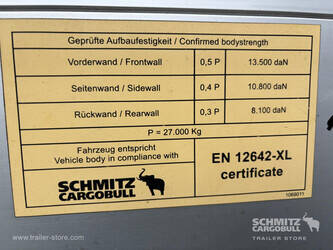 Geprüfte Aufbaufestigkeit / Confirmed bodystrength
Vorderwand / Frontwall 0,5 P 13.500 daN
Seitenwand / Sidewall 0,4 P 10.800 daN
Rückwand / Rearwall 0,3 P 8.100 daN
P = 27.000 Kg
Fahrzeug entspricht
Vehicle body in compliance with
EN 12642-XL
certificate
SCHMITZ
CARGOBULL
1069011
www.trailer-store.com
CARGOBULL
TRAILER STORE